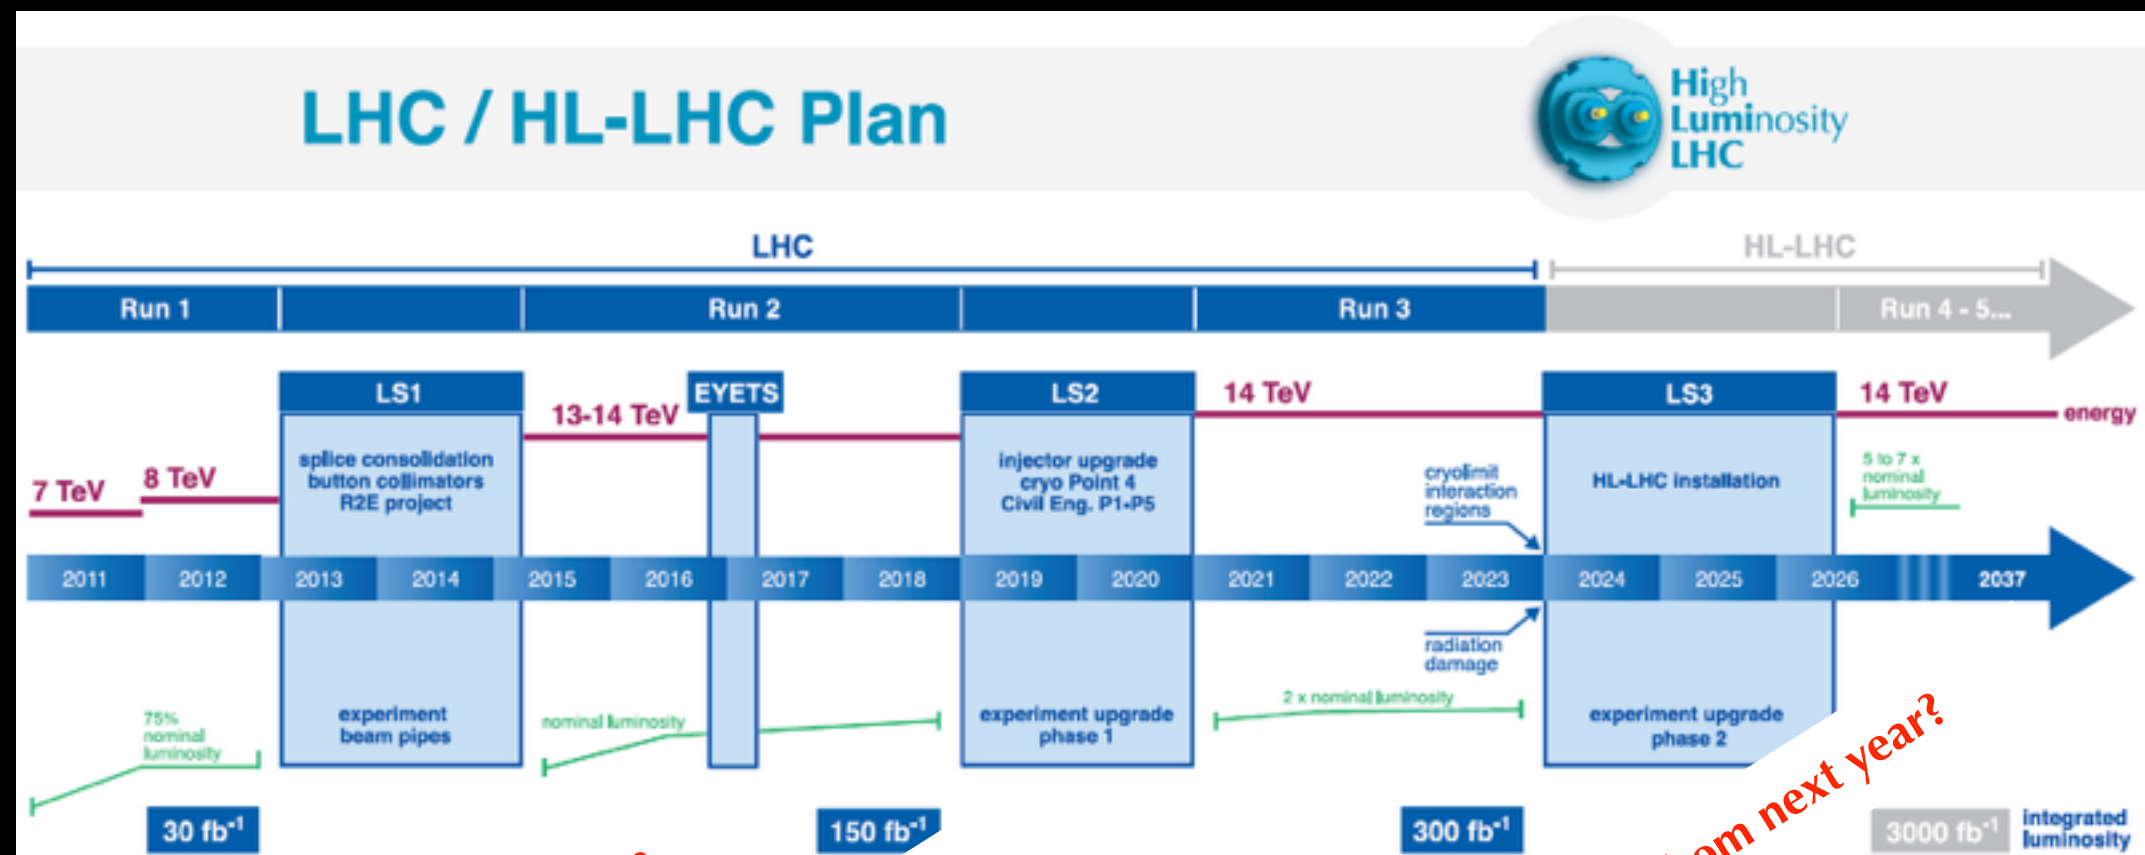 LHC / HL-LHC Plan
High
Luminosity
LHC
LHC
HL-LHC
Run 1
Run 2
Run 3
Run 4 - 5...
LS1
EYETS
LS2
LS3
7 TeV
8 TeV
13-14 TeV
14 TeV
14 TeV
energy
splice consolidation
button collimators
R2E project
injector upgrade
cryo Point 4
Civil Eng. P1-P5
cryolimit
interaction
regions
HL-LHC installation
5 to 7 x
nominal
luminosity
2011 2012 2013 2014 2015 2016 2017 2018 2019 2020 2021 2022 2023 2024 2025 2026 2037
radiation
damage
75%
nominal
luminosity
experiment
beam pipes
nominal luminosity
experiment upgrade
phase 1
2 x nominal luminosity
experiment upgrade
phase 2
next year?
30 fb-1
150 fb-1
300 fb-1
3000 fb-1
integrated
luminosity